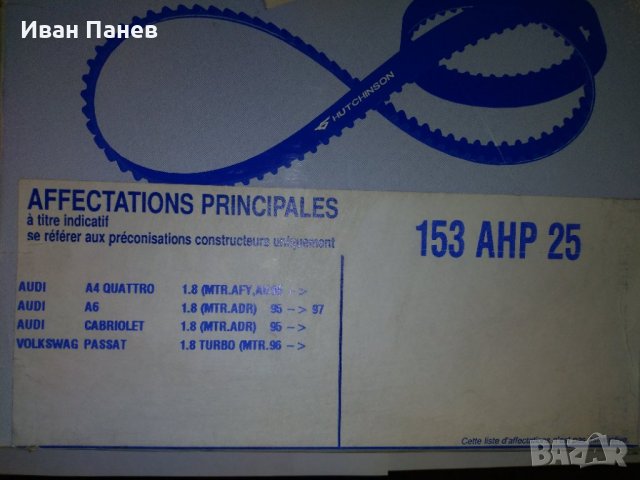 Иван Панев
HUTCHINSON
AFFECTATIONS PRINCIPALES
à titre indicatif
se référer aux préconisations constructeurs uniquement
153 AHP 25
AUDI A4 QUATTRO 1.8 (MTR.AFY, -->
AUDI A6 1.8 (MTR.ADR) 95 --> 97
AUDI CABRIOLET 1.8 (MTR.ADR) 95 -->
VOLKSWAG PASSAT 1.8 TURBO (MTR.96 -->
Cette liste d'affectations
BAZAR